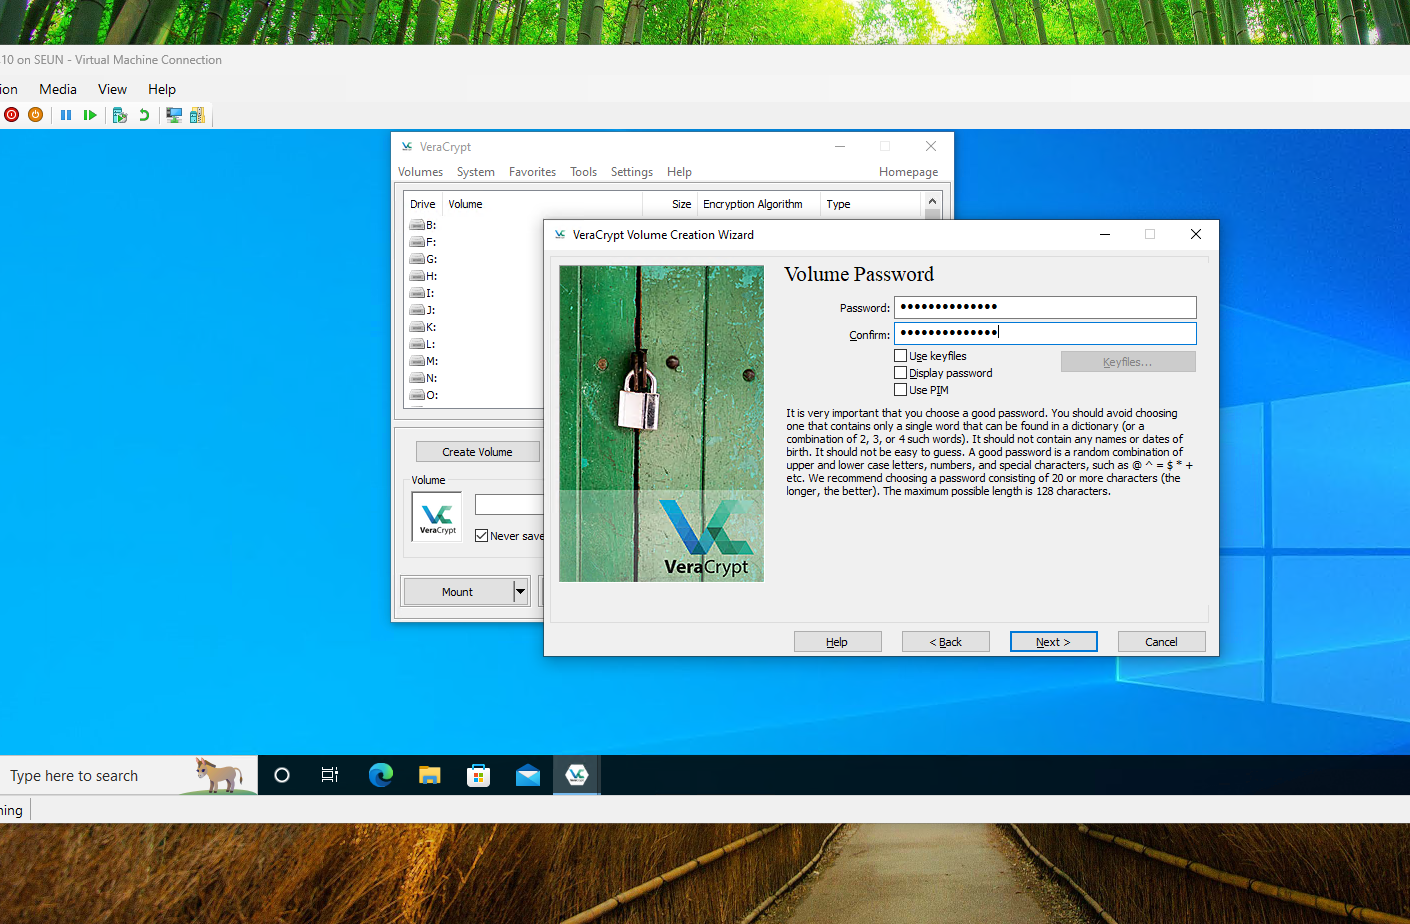 10 on SEUN - Virtual Machine Connection
ion Media View Help
VeraCrypt
Volumes System Favorites Tools Settings Help Homepage
Drive Volume Size Encryption Algorithm Type
B:
F:
G:
H:
I:
J:
K:
L:
M:
N:
O:
Create Volume
Volume
VeraCrypt
Never save
Mount
VeraCrypt Volume Creation Wizard
VeraCrypt
Volume Password
Password: ••••••••••••••
Confirm: ••••••••••••••
Use keyfiles
Keyfiles...
Display password
Use PIM
It is very important that you choose a good password. You should avoid choosing
one that contains only a single word that can be found in a dictionary (or a
combination of 2, 3, or 4 such words). It should not contain any names or dates of
birth. It should not be easy to guess. A good password is a random combination of
upper and lower case letters, numbers, and special characters, such as @ ^ = $ * +
etc. We recommend choosing a password consisting of 20 or more characters (the
longer, the better). The maximum possible length is 128 characters.
Help < Back Next > Cancel
Type here to search
ning